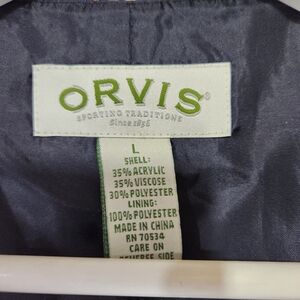 ORVIS®
SPORTING TRADITIONS
Since 1856
L
SHELL:
35% ACRYLIC
35% VISCOSE
30% POLYESTER
LINING:
100% POLYESTER
MADE IN CHINA
RN 70534
CARE ON
REVERSE SIDE